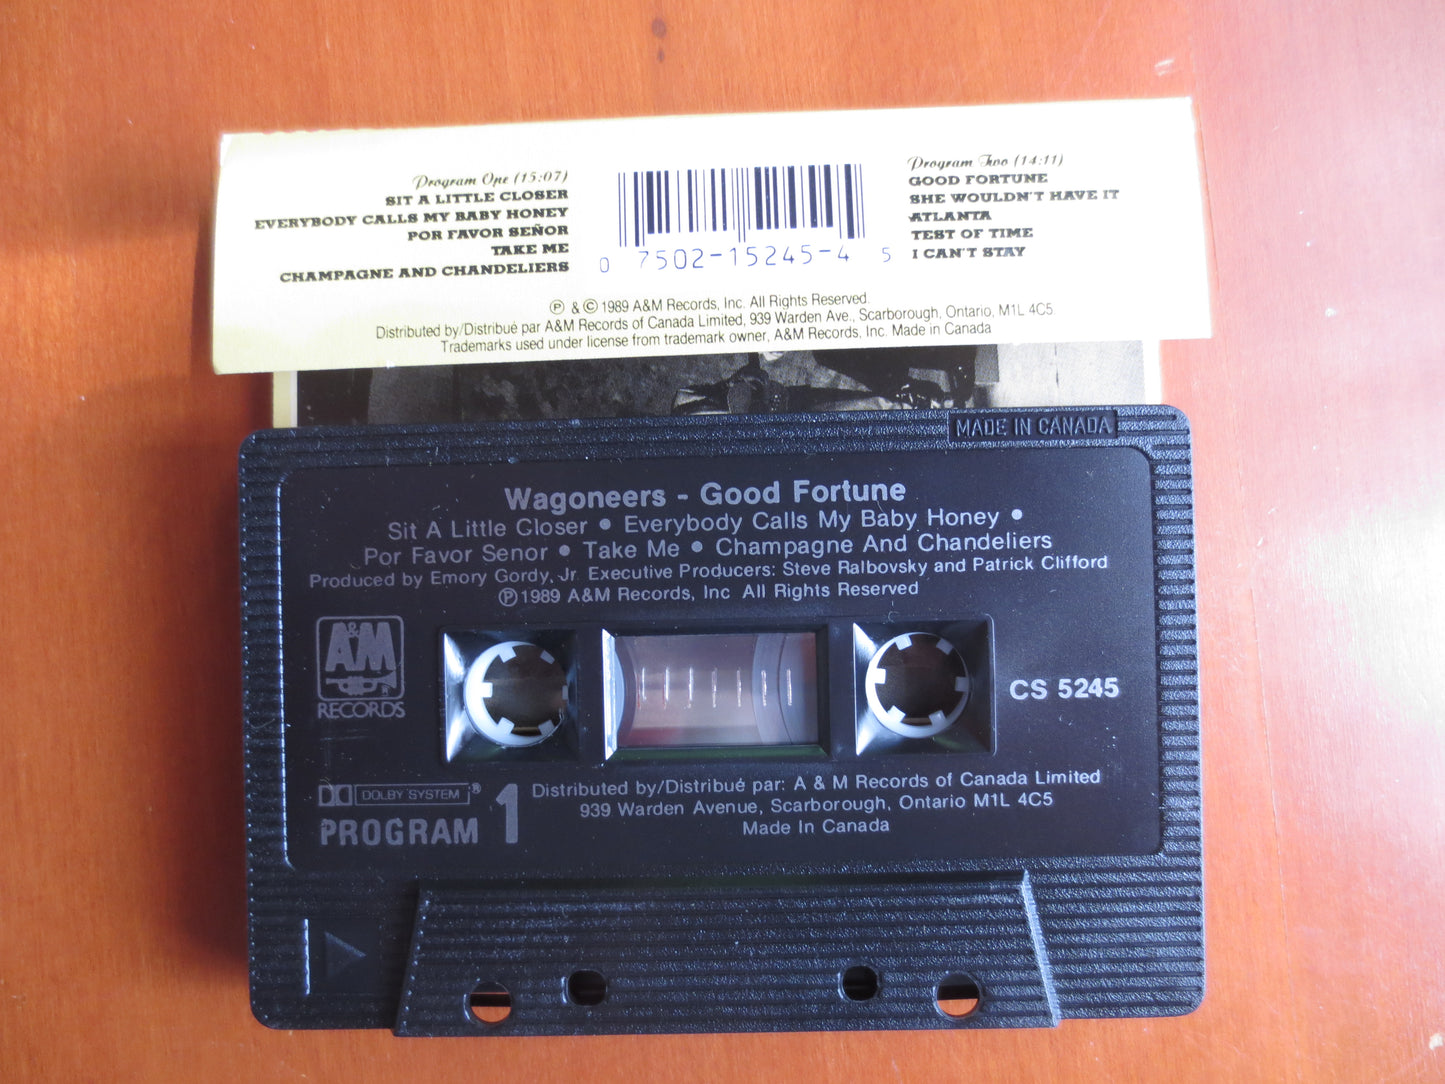 Program One (15:07)
SIT A LITTLE CLOSER
EVERYBODY CALLS MY BABY HONEY
POR FAVOR SEÑOR
TAKE ME
CHAMPAGNE AND CHANDELIERS
0 7502-15245-4 5
Program Two (14:11)
GOOD FORTUNE
SHE WOULDN'T HAVE IT
ATLANTA
TEST OF TIME
I CAN'T STAY
℗ & © 1989 A&M Records, Inc. All Rights Reserved.
Distributed by/Distribué par A&M Records of Canada Limited, 939 Warden Ave., Scarborough, Ontario, M1L 4C5
Trademarks used under license from trademark owner, A&M Records, Inc. Made in Canada
MADE IN CANADA
Wagoneers - Good Fortune
Sit A Little Closer • Everybody Calls My Baby Honey •
Por Favor Senor • Take Me • Champagne And Chandeliers
Produced by Emory Gordy, Jr. Executive Producers: Steve Ralbovsky and Patrick Clifford
℗ 1989 A&M Records, Inc All Rights Reserved
A&M
RECORDS
CS 5245
DOLBY SYSTEM ®
PROGRAM 1
Distributed by/Distribué par: A & M Records of Canada Limited
939 Warden Avenue, Scarborough, Ontario M1L 4C5
Made In Canada